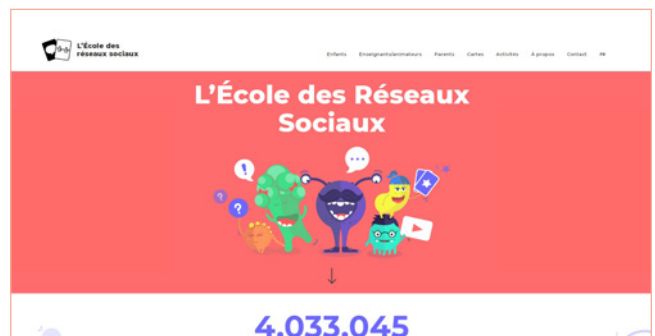 L'École des
réseaux sociaux
Enfants Enseignants/animateurs Parents Cartes Activités À propos Contact FR
L'École des Réseaux
Sociaux
! ...
? ?
4.033.045